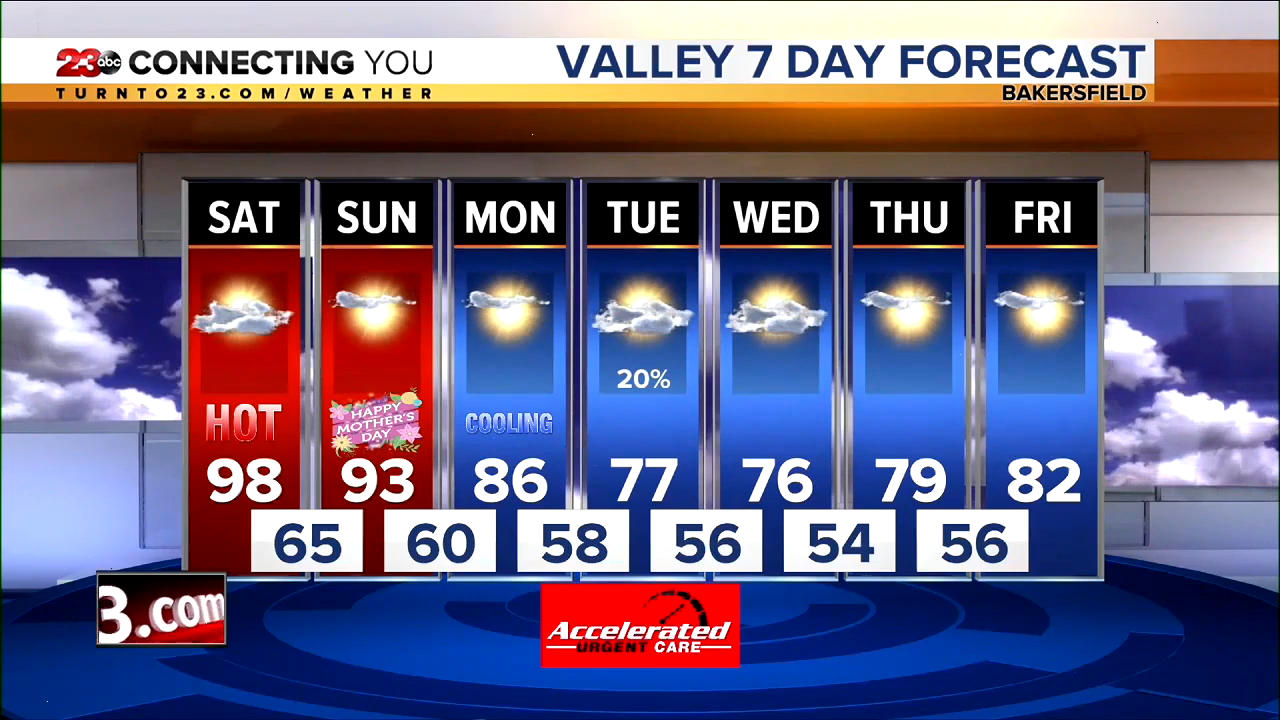 23 abc CONNECTING YOU
TURNTO23.COM/WEATHER
VALLEY 7 DAY FORECAST
BAKERSFIELD
SAT SUN MON TUE WED THU FRI
20%
HOT HAPPY MOTHER'S DAY COOLING
98 93 86 77 76 79 82
65 60 58 56 54 56
3.com
Accelerated
URGENT CARE